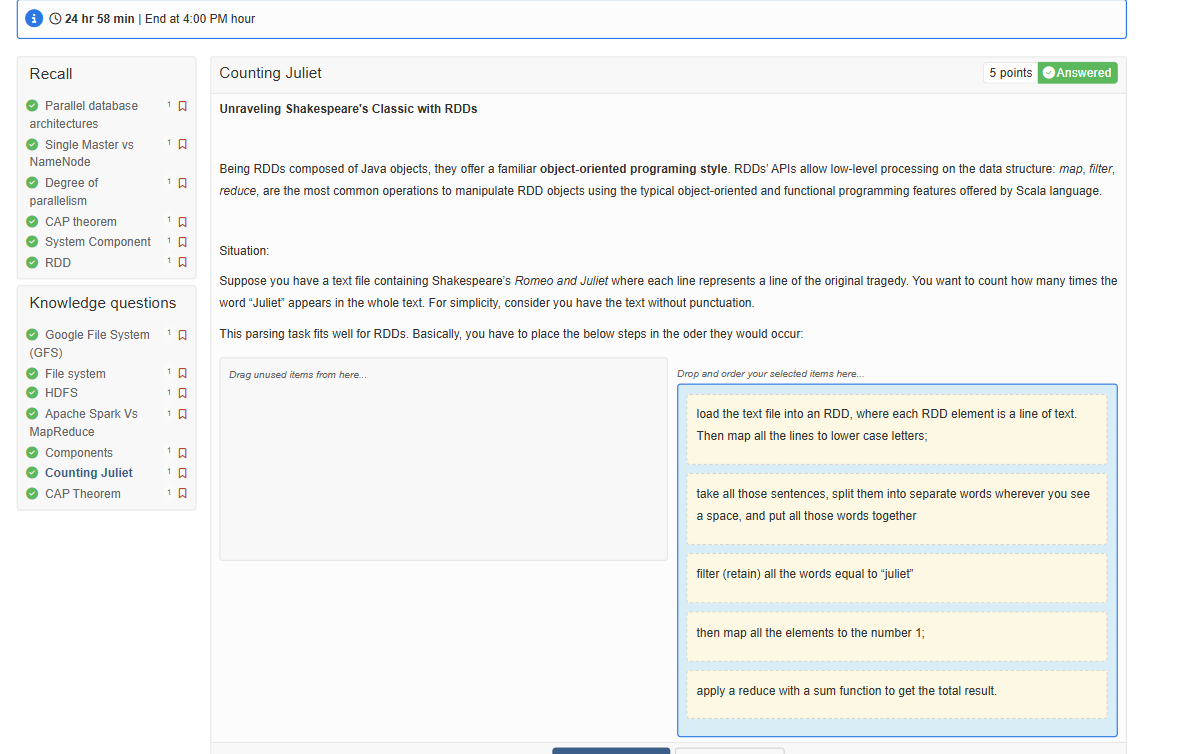 24 hr 58 min | End at 4:00 PM hour
Recall
Parallel database 1
architectures
Single Master vs 1
NameNode
Degree of 1
parallelism
CAP theorem 1
System Component 1
RDD 1
Knowledge questions
Google File System 1
(GFS)
File system 1
HDFS 1
Apache Spark Vs 1
MapReduce
Components 1
Counting Juliet 1
CAP Theorem 1
Counting Juliet
5 points Answered
Unraveling Shakespeare's Classic with RDDs
Being RDDs composed of Java objects, they offer a familiar object-oriented programing style. RDDs' APIs allow low-level processing on the data structure: map, filter,
reduce, are the most common operations to manipulate RDD objects using the typical object-oriented and functional programming features offered by Scala language.
Situation:
Suppose you have a text file containing Shakespeare's Romeo and Juliet where each line represents a line of the original tragedy. You want to count how many times the
word “Juliet” appears in the whole text. For simplicity, consider you have the text without punctuation.
This parsing task fits well for RDDs. Basically, you have to place the below steps in the oder they would occur:
Drag unused items from here...
Drop and order your selected items here...
load the text file into an RDD, where each RDD element is a line of text.
Then map all the lines to lower case letters;
take all those sentences, split them into separate words wherever you see
a space, and put all those words together
filter (retain) all the words equal to “juliet”
then map all the elements to the number 1;
apply a reduce with a sum function to get the total result.